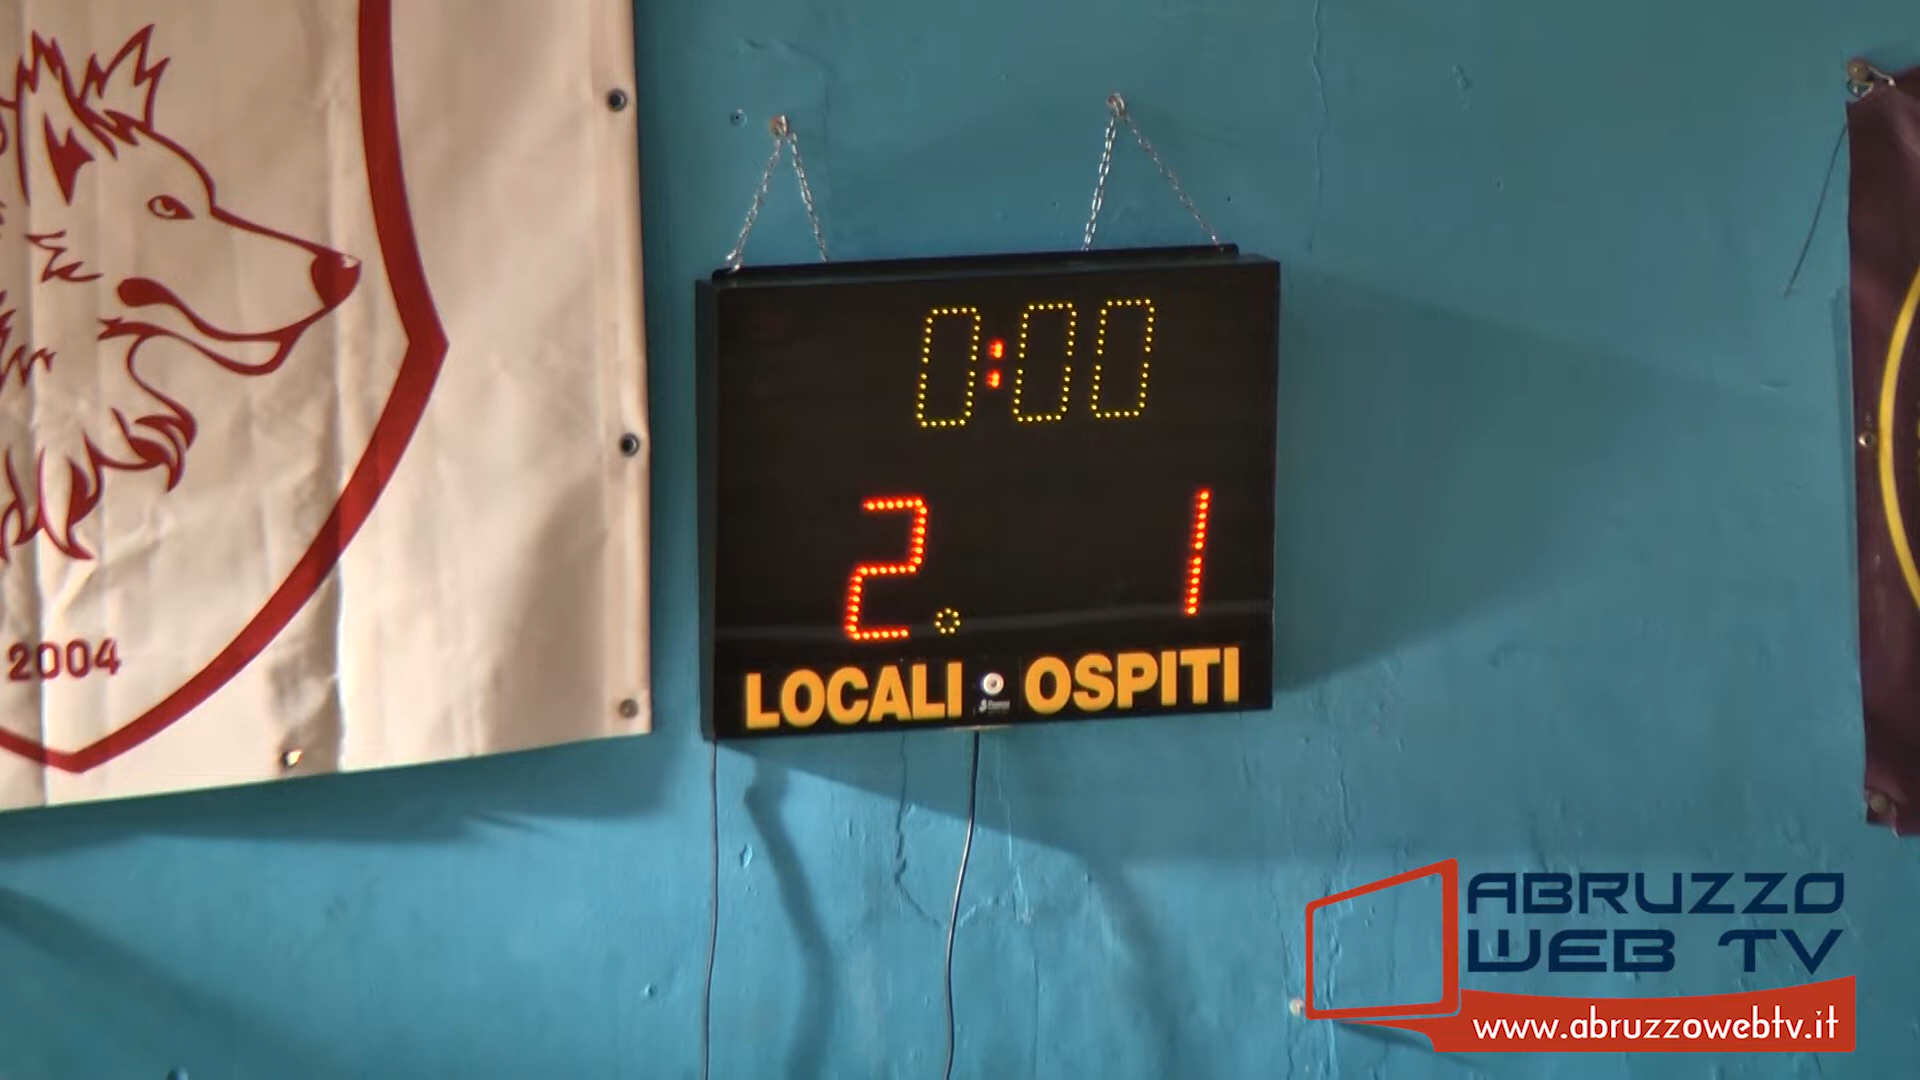 0:00
2. 1
LOCALI OSPITI
2004
ABRUZZO
WEB TV
www.abruzzowebtv.it